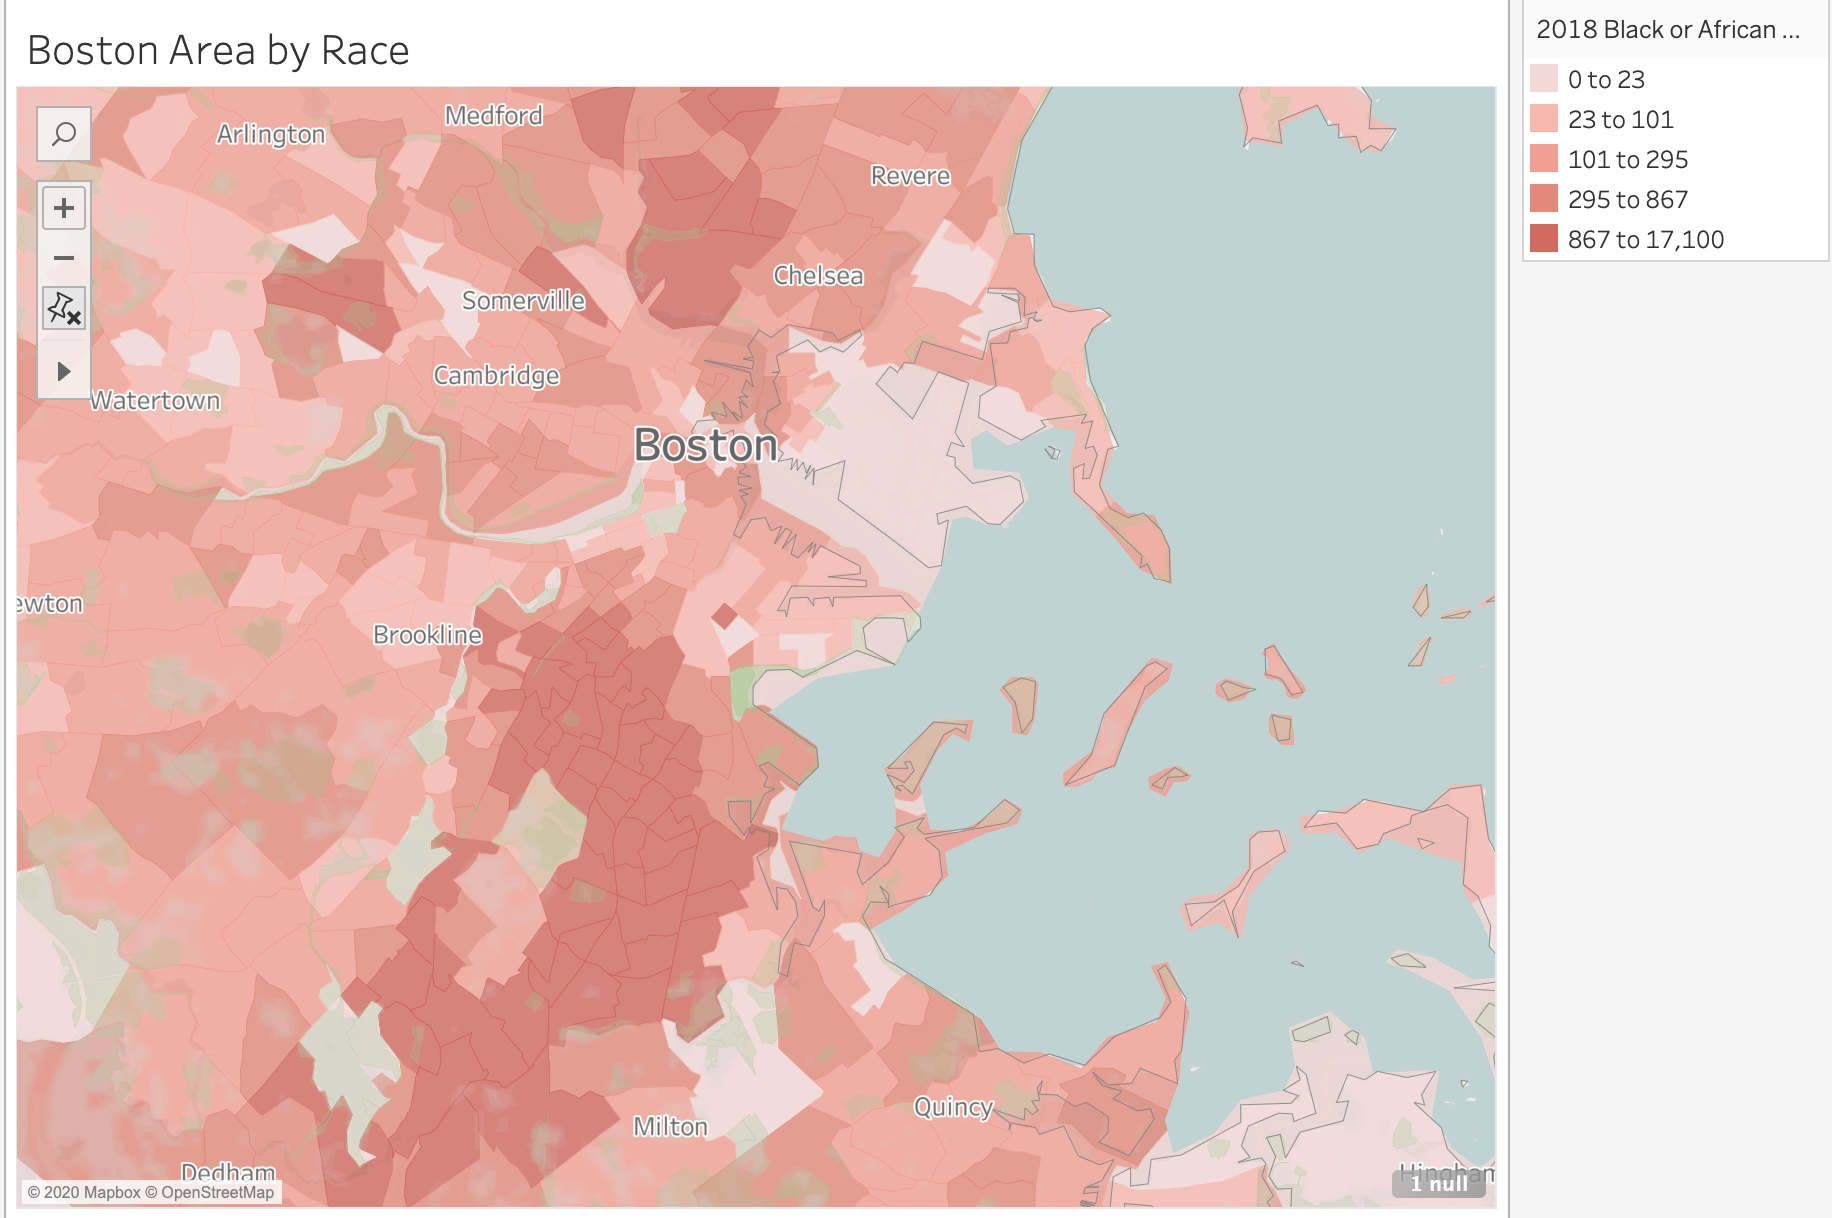 Boston Area by Race
2018 Black or African ...
0 to 23
23 to 101
101 to 295
295 to 867
867 to 17,100
Medford
Arlington
Revere
Chelsea
Somerville
Cambridge
Watertown
Boston
ewton
Brookline
Quincy
Milton
Dedham
Hingham
1 null
© 2020 Mapbox © OpenStreetMap